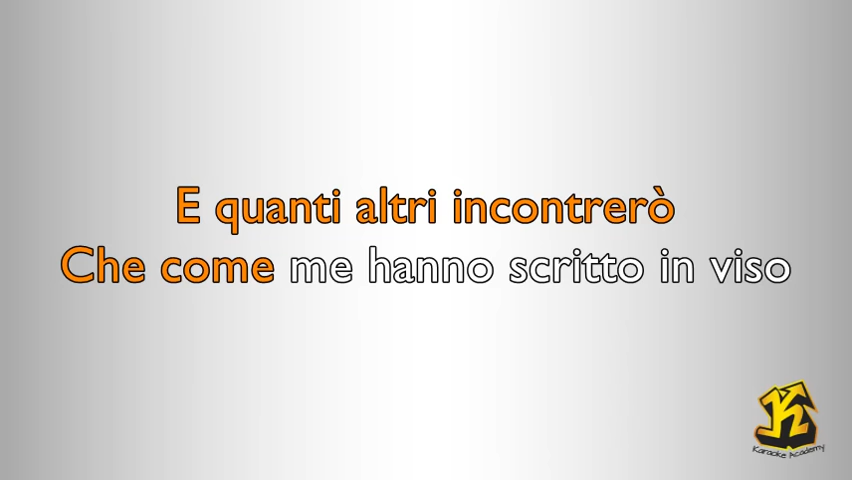 E quanti altri incontrerò
Che come me hanno scritto in viso
K
Karaoke Academy